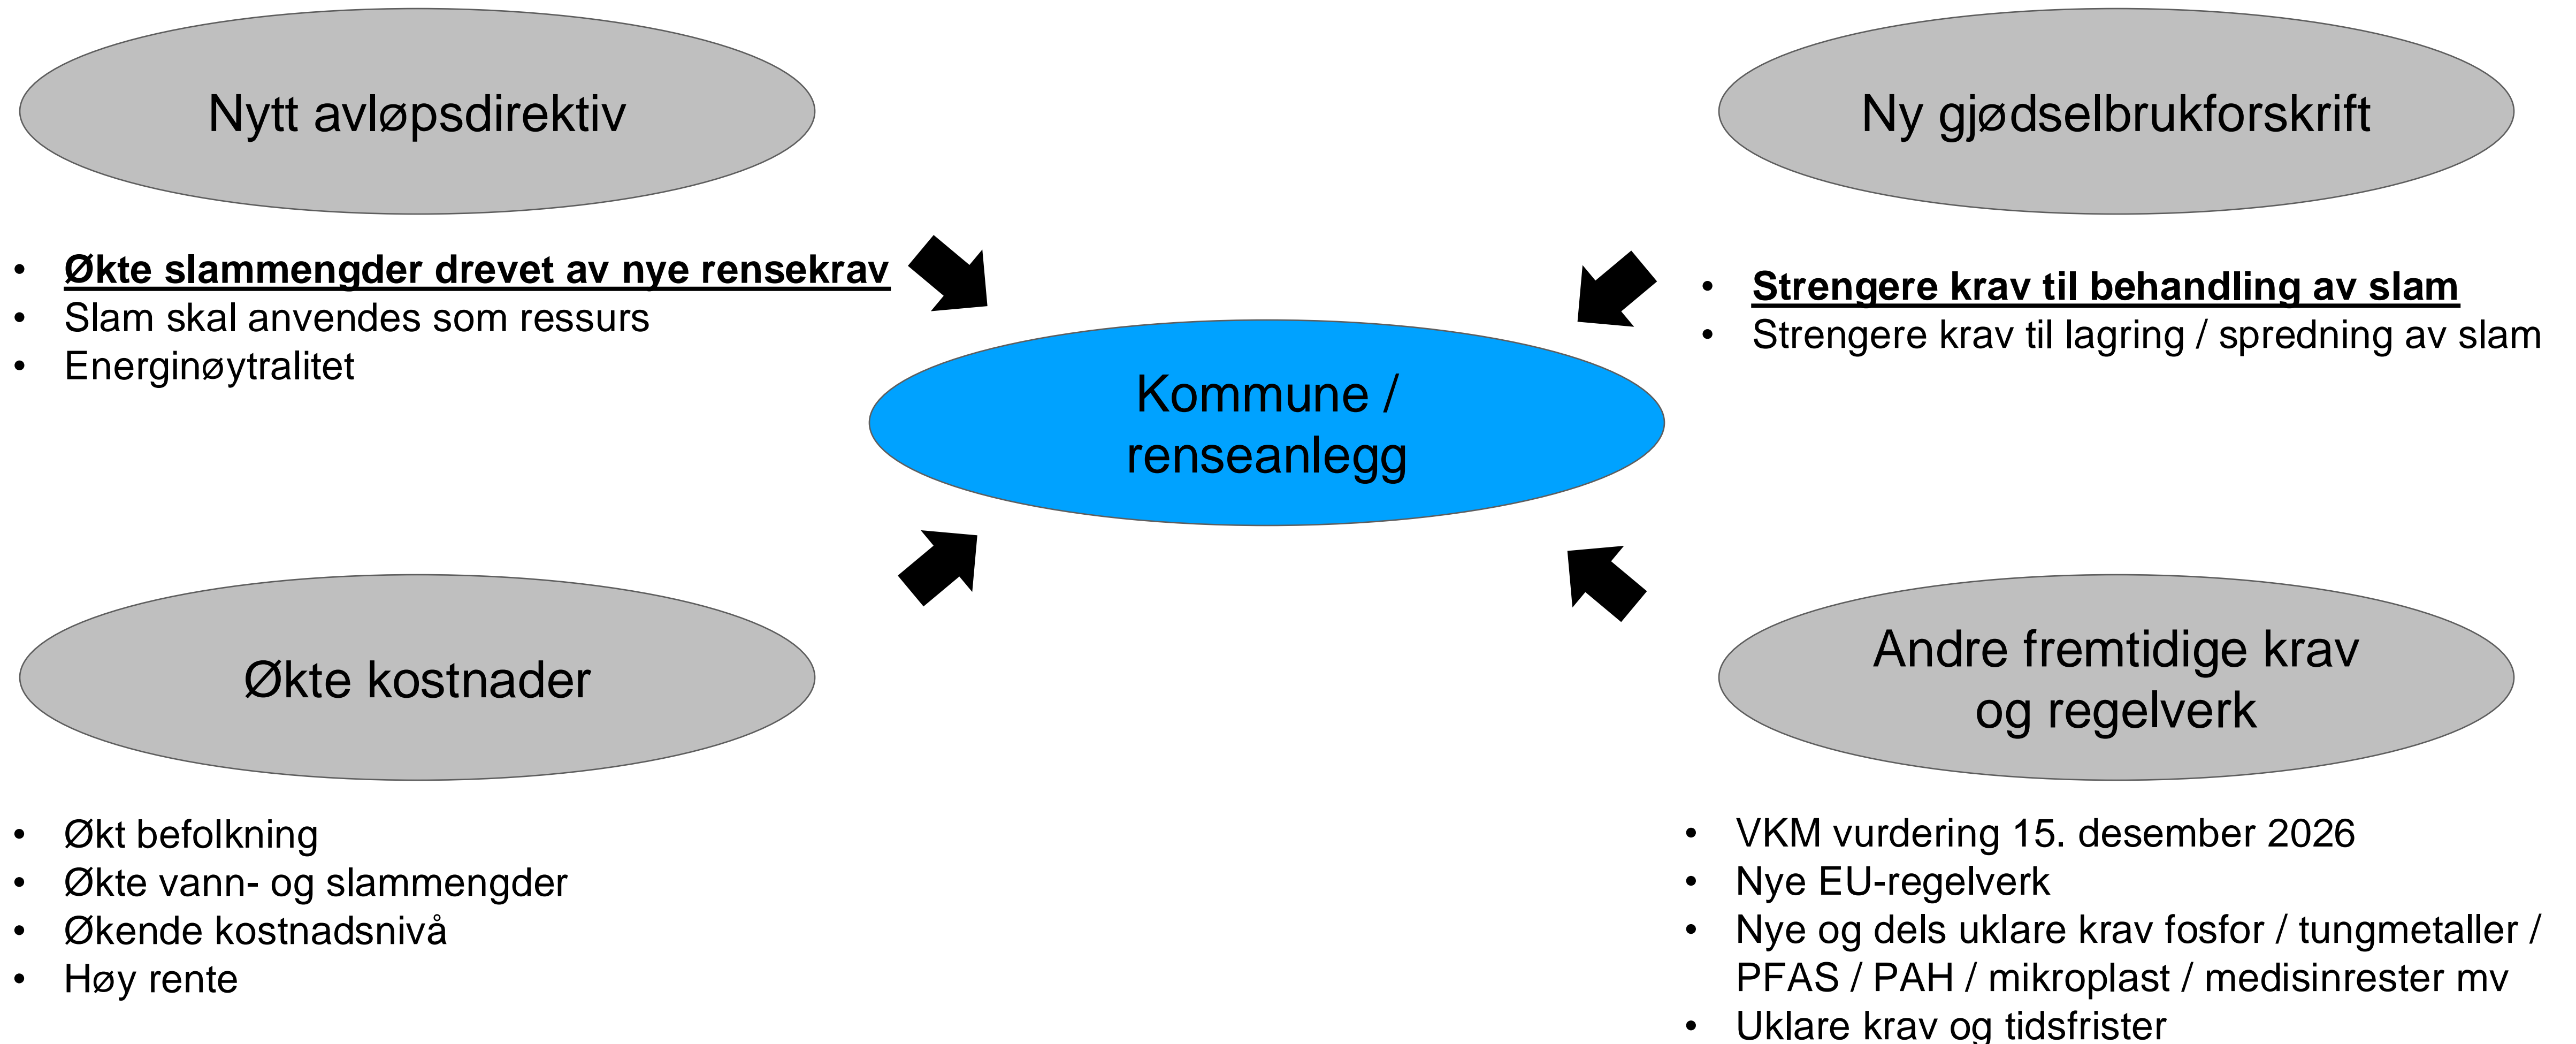 Nytt avløpsdirektiv
• Økte slammengder drevet av nye rensekrav
• Slam skal anvendes som ressurs
• Energinøytralitet
Ny gjødselbrukforskrift
• Strengere krav til behandling av slam
• Strengere krav til lagring / spredning av slam
Kommune /
renseanlegg
Økte kostnader
• Økt befolkning
• Økte vann- og slammengder
• Økende kostnadsnivå
• Høy rente
Andre fremtidige krav
og regelverk
• VKM vurdering 15. desember 2026
• Nye EU-regelverk
• Nye og dels uklare krav fosfor / tungmetaller /
PFAS / PAH / mikroplast / medisinrester mv
• Uklare krav og tidsfrister